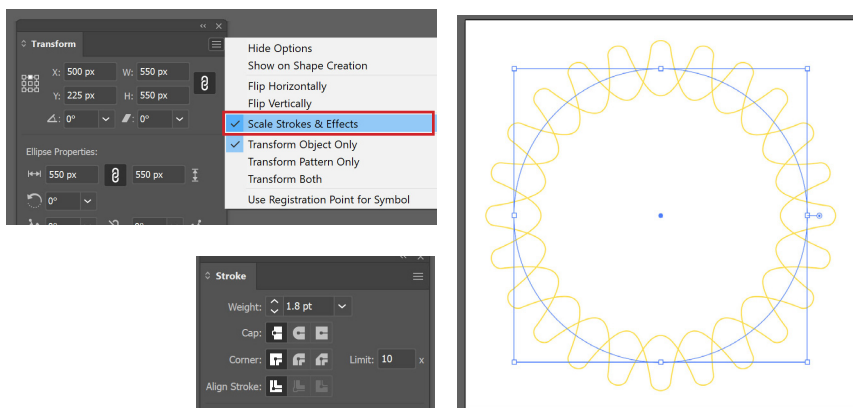 Transform
X: 500 px W: 550 px
Y: 225 px H: 550 px
0° 0°
Ellipse Properties:
550 px 550 px
0°
Hide Options
Show on Shape Creation
Flip Horizontally
Flip Vertically
Scale Strokes & Effects
Transform Object Only
Transform Pattern Only
Transform Both
Use Registration Point for Symbol
Stroke
Weight: 1.8 pt
Cap:
Corner: Limit: 10 x
Align Stroke: